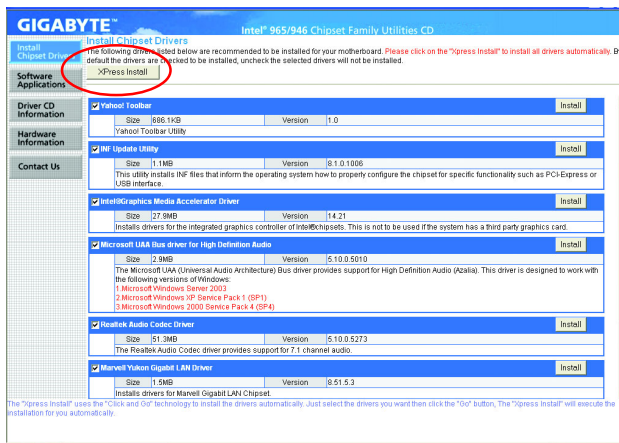 GIGABYTE™
Intel® 965/946 Chipset Family Utilities CD
Install
Chipset Drivers
Software
Applications
Driver CD
Information
Hardware
Information
Contact Us
Install Chipset Drivers
The following drivers listed below are recommended to be installed for your motherboard. Please click on the "Xpress Install" to install all drivers automatically. By
default the drivers are checked to be installed, uncheck the selected drivers will not be installed.
XPress Install
Yahoo! Toolbar Install
Size 686.1KB Version 1.0
Yahoo! Toolbar Utility
INF Update Utility Install
Size 1.1MB Version 8.1.0.1006
This utility installs INF files that inform the operating system how to properly configure the chipset for specific functionality such as PCI-Express or
USB interface.
Intel®Graphics Media Accelerator Driver Install
Size 27.9MB Version 14.21
Installs drivers for the integrated graphics controller of Intel®chipsets. This is not to be used if the system has a third party graphics card.
Microsoft UAA Bus driver for High Definition Audio Install
Size 2.9MB Version 5.10.0.5010
The Microsoft UAA (Universal Audio Architecture) Bus driver provides support for High Definition Audio (Azalia). This driver is designed to work with
the following versions of Windows:
1.Microsoft Windows Server 2003
2.Microsoft Windows XP Service Pack 1 (SP1)
3.Microsoft Windows 2000 Service Pack 4 (SP4)
Realtek Audio Codec Driver Install
Size 51.3MB Version 5.10.0.5273
The Realtek Audio Codec driver provides support for 7.1 channel audio.
Marvell Yukon Gigabit LAN Driver Install
Size 1.5MB Version 8.51.5.3
Installs drivers for Marvell Gigabit LAN Chipset.
The "Xpress Install" uses the "Click and Go" technology to install the drivers automatically. Just select the drivers you want then click the "Go" button, The "Xpress Install" will execute the
installation for you automatically.